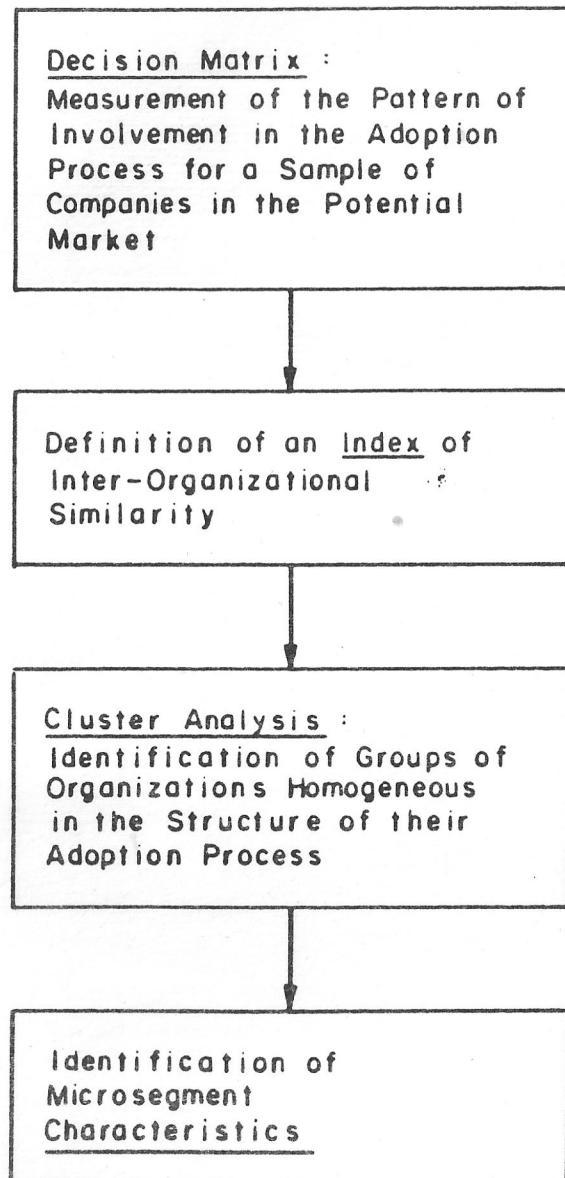 Decision Matrix :
Measurement of the Pattern of
Involvement in the Adoption
Process for a Sample of
Companies in the Potential
Market
Definition of an Index of
Inter-Organizational
Similarity
Cluster Analysis :
Identification of Groups of
Organizations Homogeneous
in the Structure of their
Adoption Process
Identification of
Microsegment
Characteristics